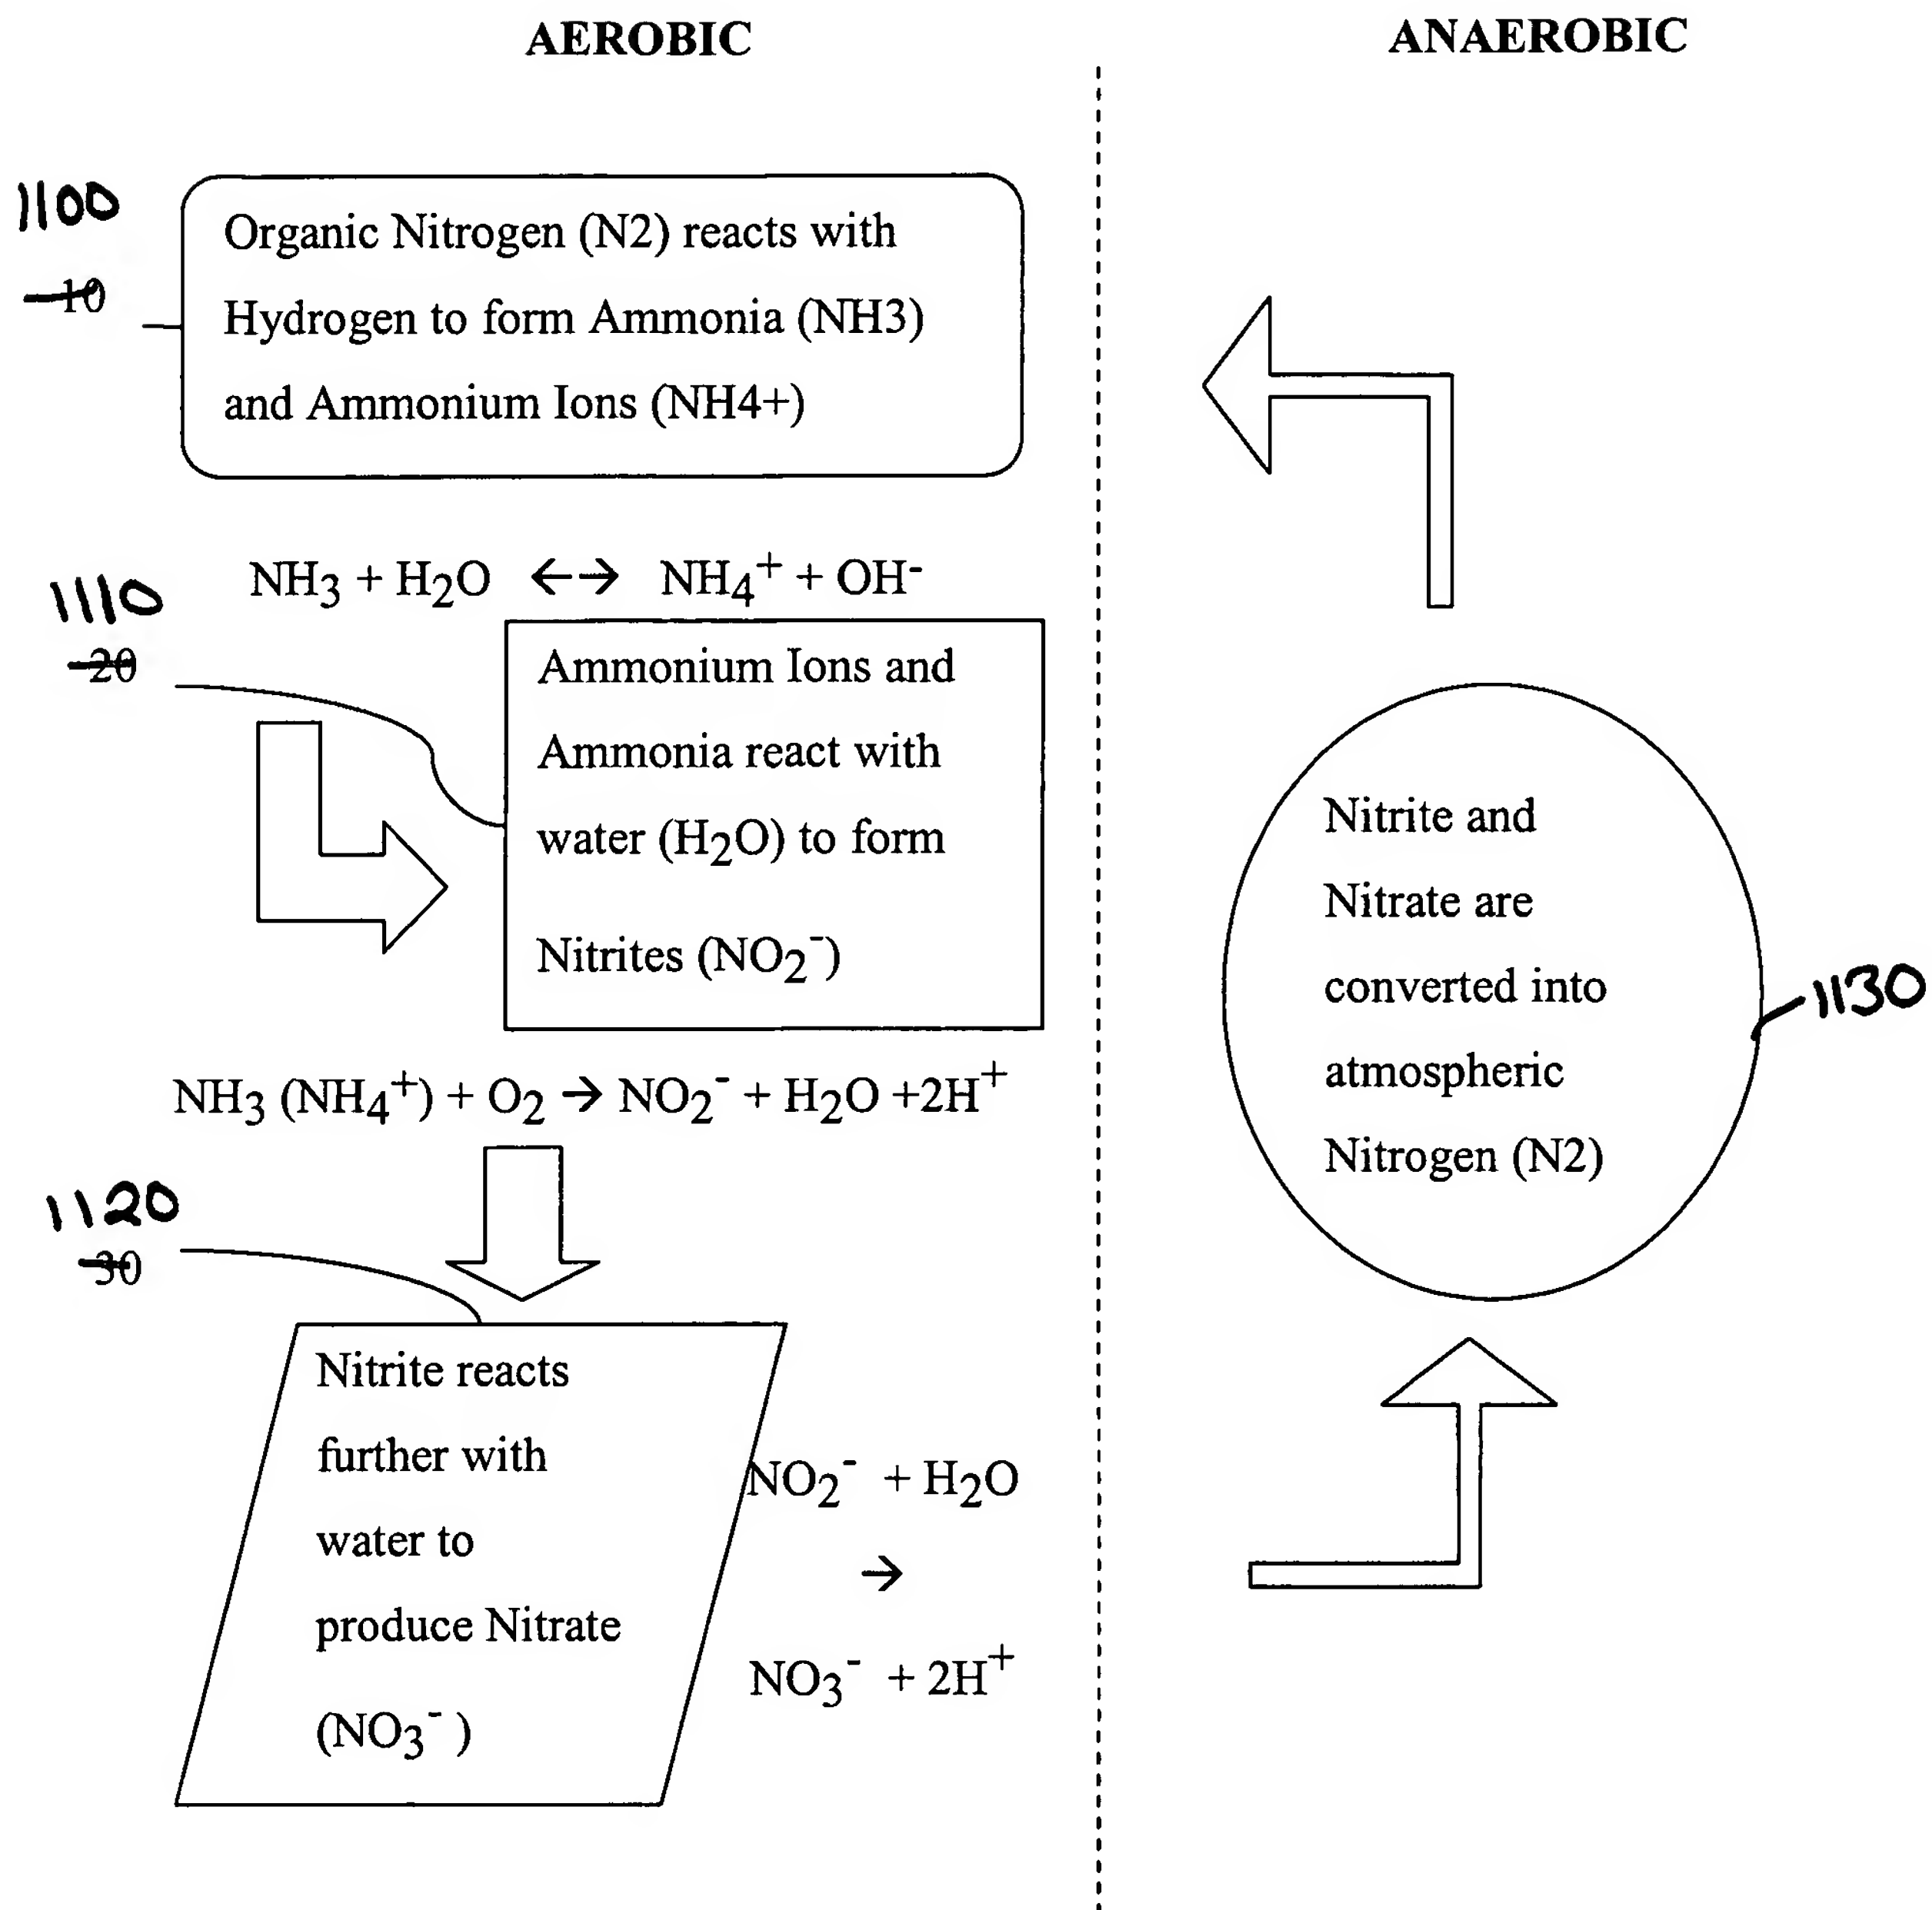 AEROBIC
ANAEROBIC
1100
10
Organic Nitrogen (N2) reacts with
Hydrogen to form Ammonia (NH3)
and Ammonium Ions (NH4+)
NH₃ + H₂O ←→ NH₄⁺ + OH⁻
1110
20
Ammonium Ions and
Ammonia react with
water (H₂O) to form
Nitrites (NO₂⁻)
NH₃ (NH₄⁺) + O₂ → NO₂⁻ + H₂O +2H⁺
1120
30
Nitrite reacts
further with
water to
produce Nitrate
(NO₃⁻ )
NO₂⁻ + H₂O
→
NO₃⁻ + 2H⁺
Nitrite and
Nitrate are
converted into
atmospheric
Nitrogen (N2)
1130